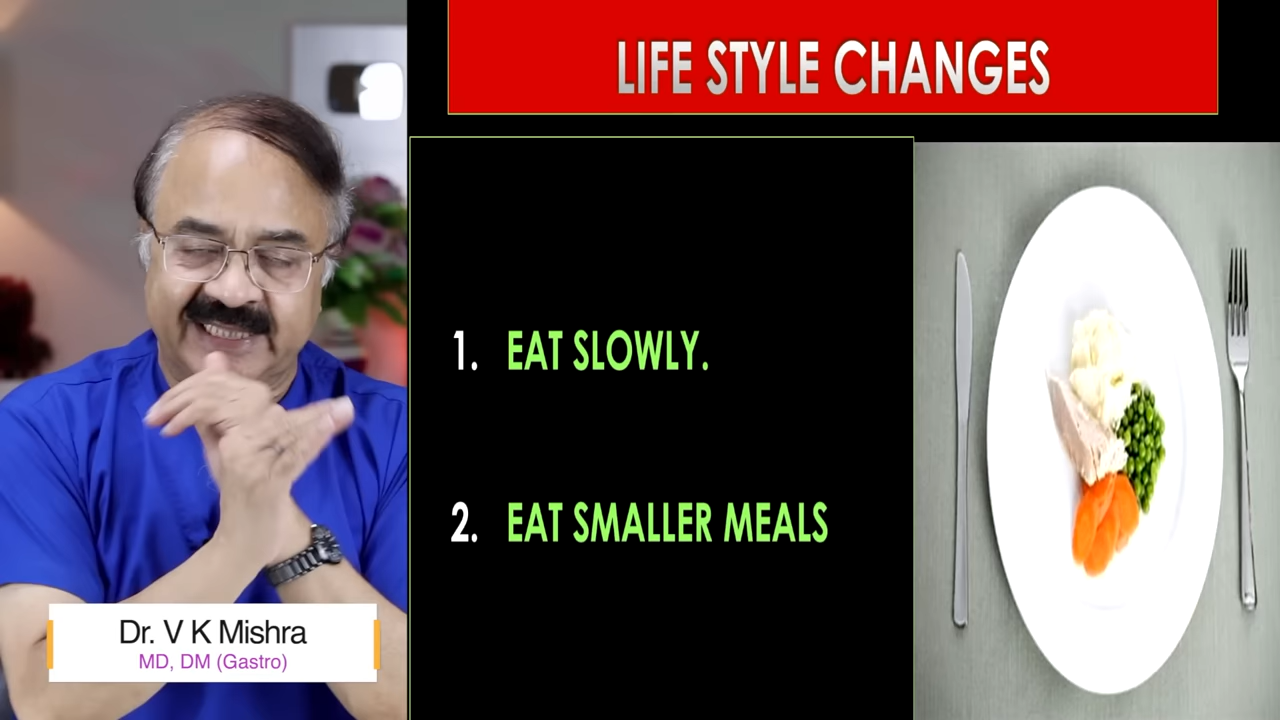 LIFE STYLE CHANGES
1. EAT SLOWLY.
2. EAT SMALLER MEALS
Dr. V K Mishra
MD, DM (Gastro)